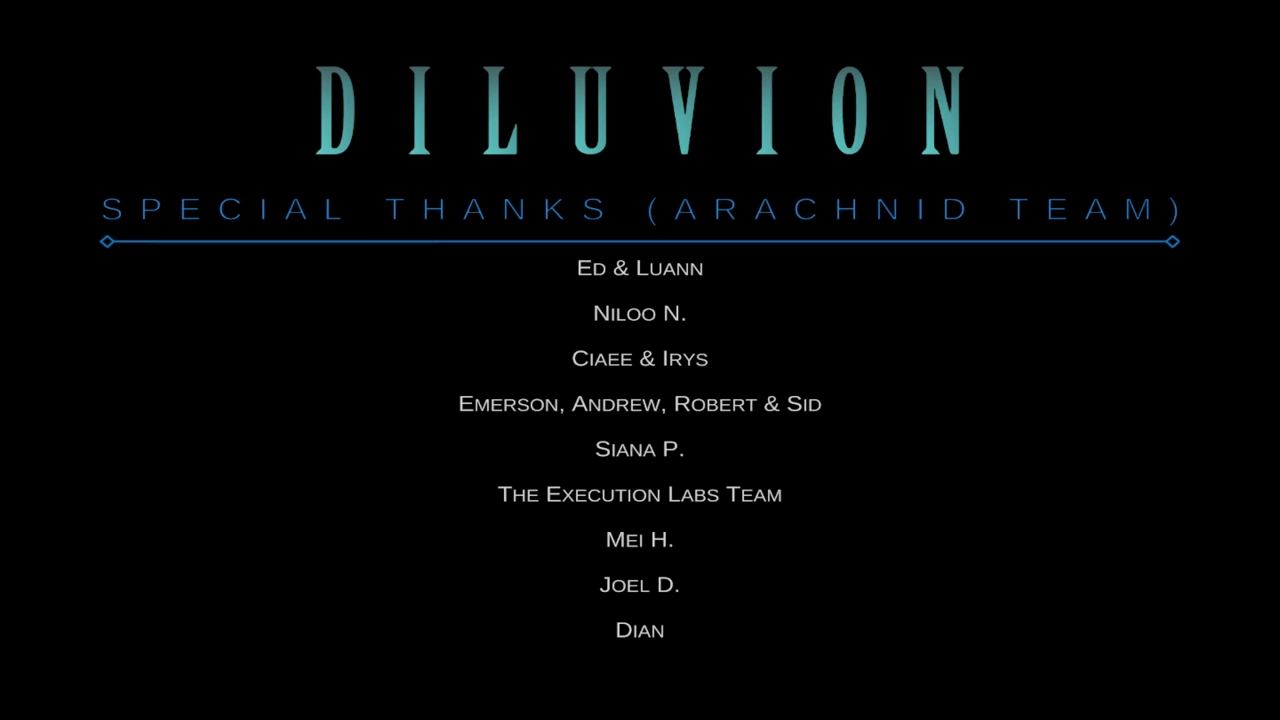 DILUVION
SPECIAL THANKS (ARACHNID TEAM)
Ed & Luann
Niloo N.
Ciaee & Irys
Emerson, Andrew, Robert & Sid
Siana P.
The Execution Labs Team
Mei H.
Joel D.
Dian